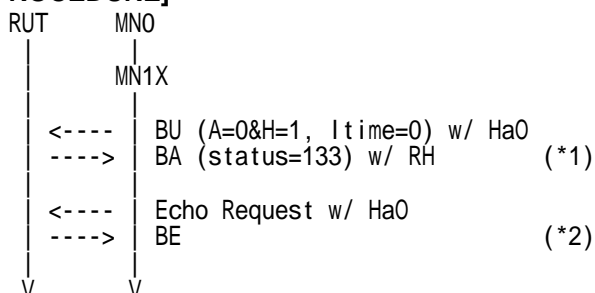 ROCEDURE]
RUT MN0
MN1X
<---- BU (A=0&H=1, ltime=0) w/ HaO
----> BA (status=133) w/ RH (*1)
<---- Echo Request w/ HaO
----> BE (*2)
V V